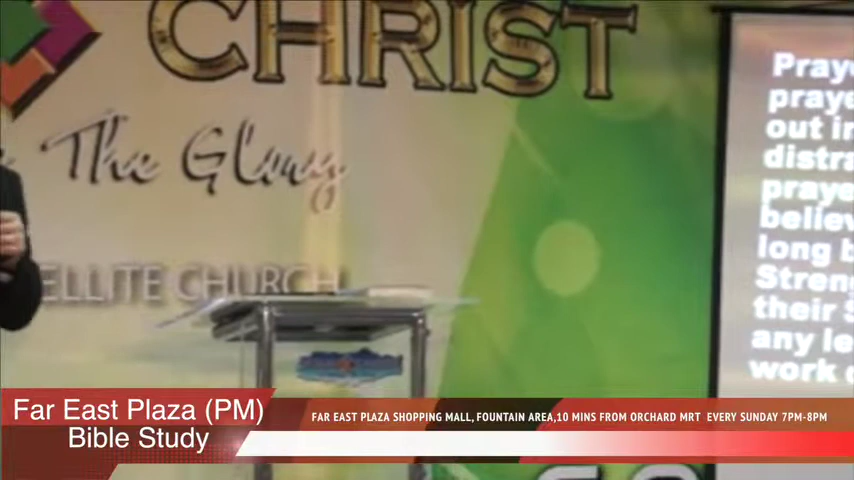 CHRIST
The Glory
ELLITE CHURCH
Pray
praye
out in
distra
praye
believ
long b
Stren
their S
any le
work
Far East Plaza (PM)
Bible Study
FAR EAST PLAZA SHOPPING MALL, FOUNTAIN AREA,10 MINS FROM ORCHARD MRT EVERY SUNDAY 7PM-8PM